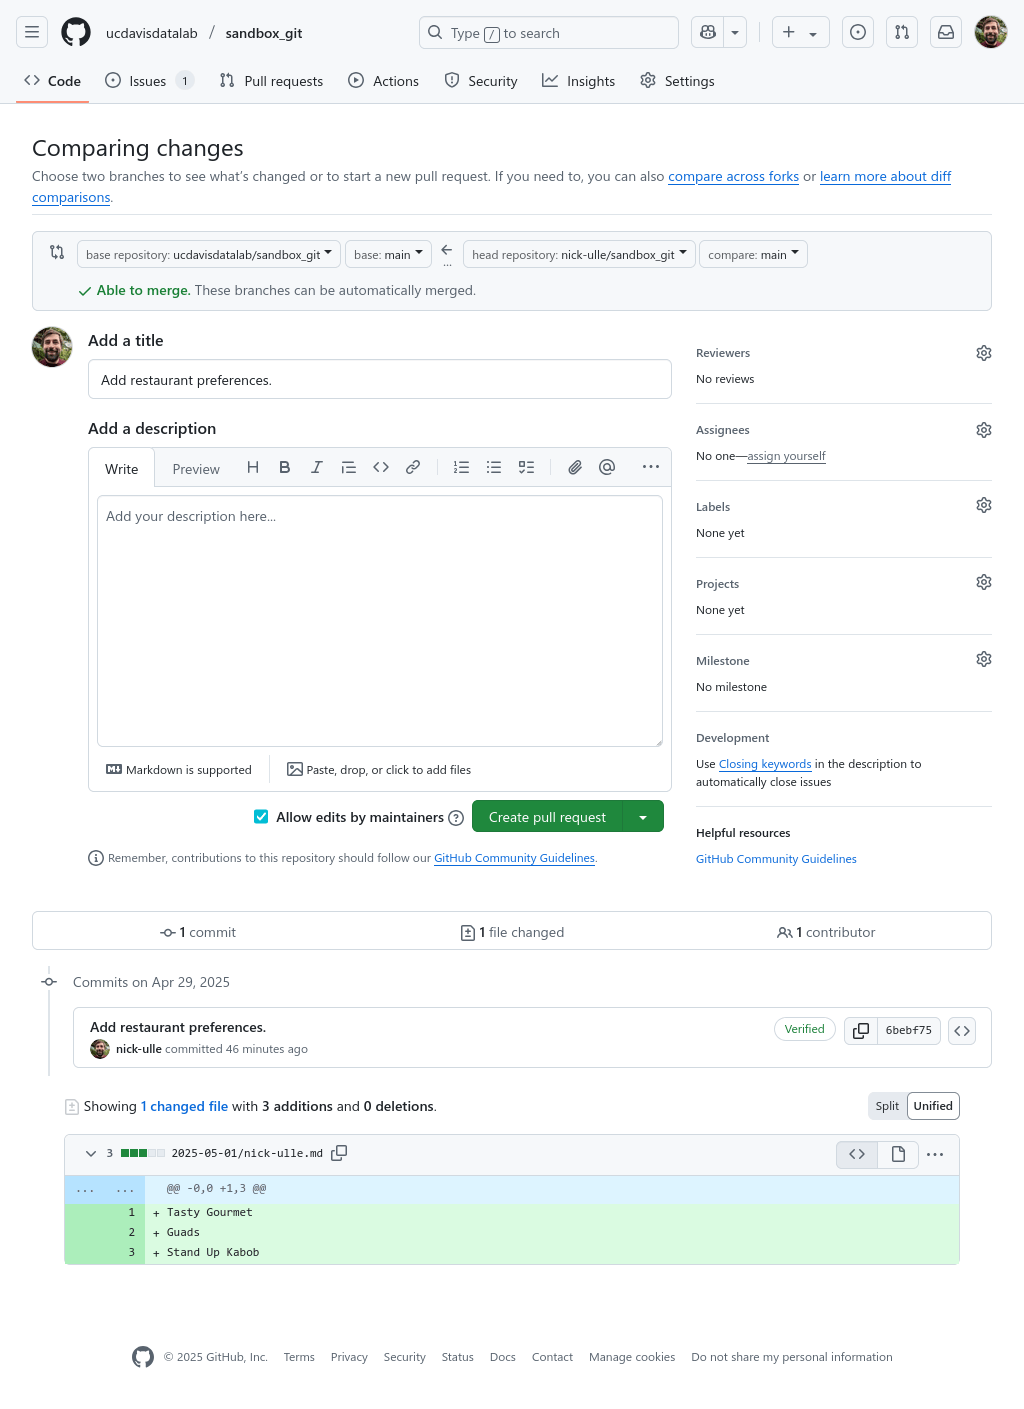 ucdavisdatalab / sandbox_git
Type / to search
Code
Issues 1
Pull requests
Actions
Security
Insights
Settings
Comparing changes
Choose two branches to see what's changed or to start a new pull request. If you need to, you can also compare across forks or learn more about diff
comparisons.
base repository: ucdavisdatalab/sandbox_git
base: main
...
head repository: nick-ulle/sandbox_git
compare: main
Able to merge. These branches can be automatically merged.
Add a title
Add restaurant preferences.
Add a description
Write
Preview
Add your description here...
Markdown is supported
Paste, drop, or click to add files
Allow edits by maintainers
Create pull request
Remember, contributions to this repository should follow our GitHub Community Guidelines.
Reviewers
No reviews
Assignees
No one—assign yourself
Labels
None yet
Projects
None yet
Milestone
No milestone
Development
Use Closing keywords in the description to
automatically close issues
Helpful resources
GitHub Community Guidelines
1 commit
1 file changed
1 contributor
Commits on Apr 29, 2025
Add restaurant preferences.
nick-ulle committed 46 minutes ago
Verified
6bebf75
Showing 1 changed file with 3 additions and 0 deletions.
Split
Unified
3 2025-05-01/nick-ulle.md
... ... @@ -0,0 +1,3 @@
1 + Tasty Gourmet
2 + Guads
3 + Stand Up Kabob
© 2025 GitHub, Inc.
Terms
Privacy
Security
Status
Docs
Contact
Manage cookies
Do not share my personal information